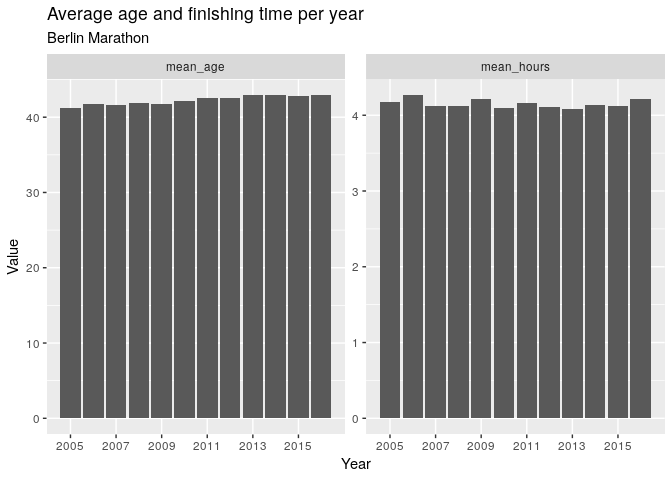 Average age and finishing time per year
Berlin Marathon
mean_age
mean_hours
Value
40
30
20
10
0
4
3
2
1
0
2005 2007 2009 2011 2013 2015
2005 2007 2009 2011 2013 2015
Year